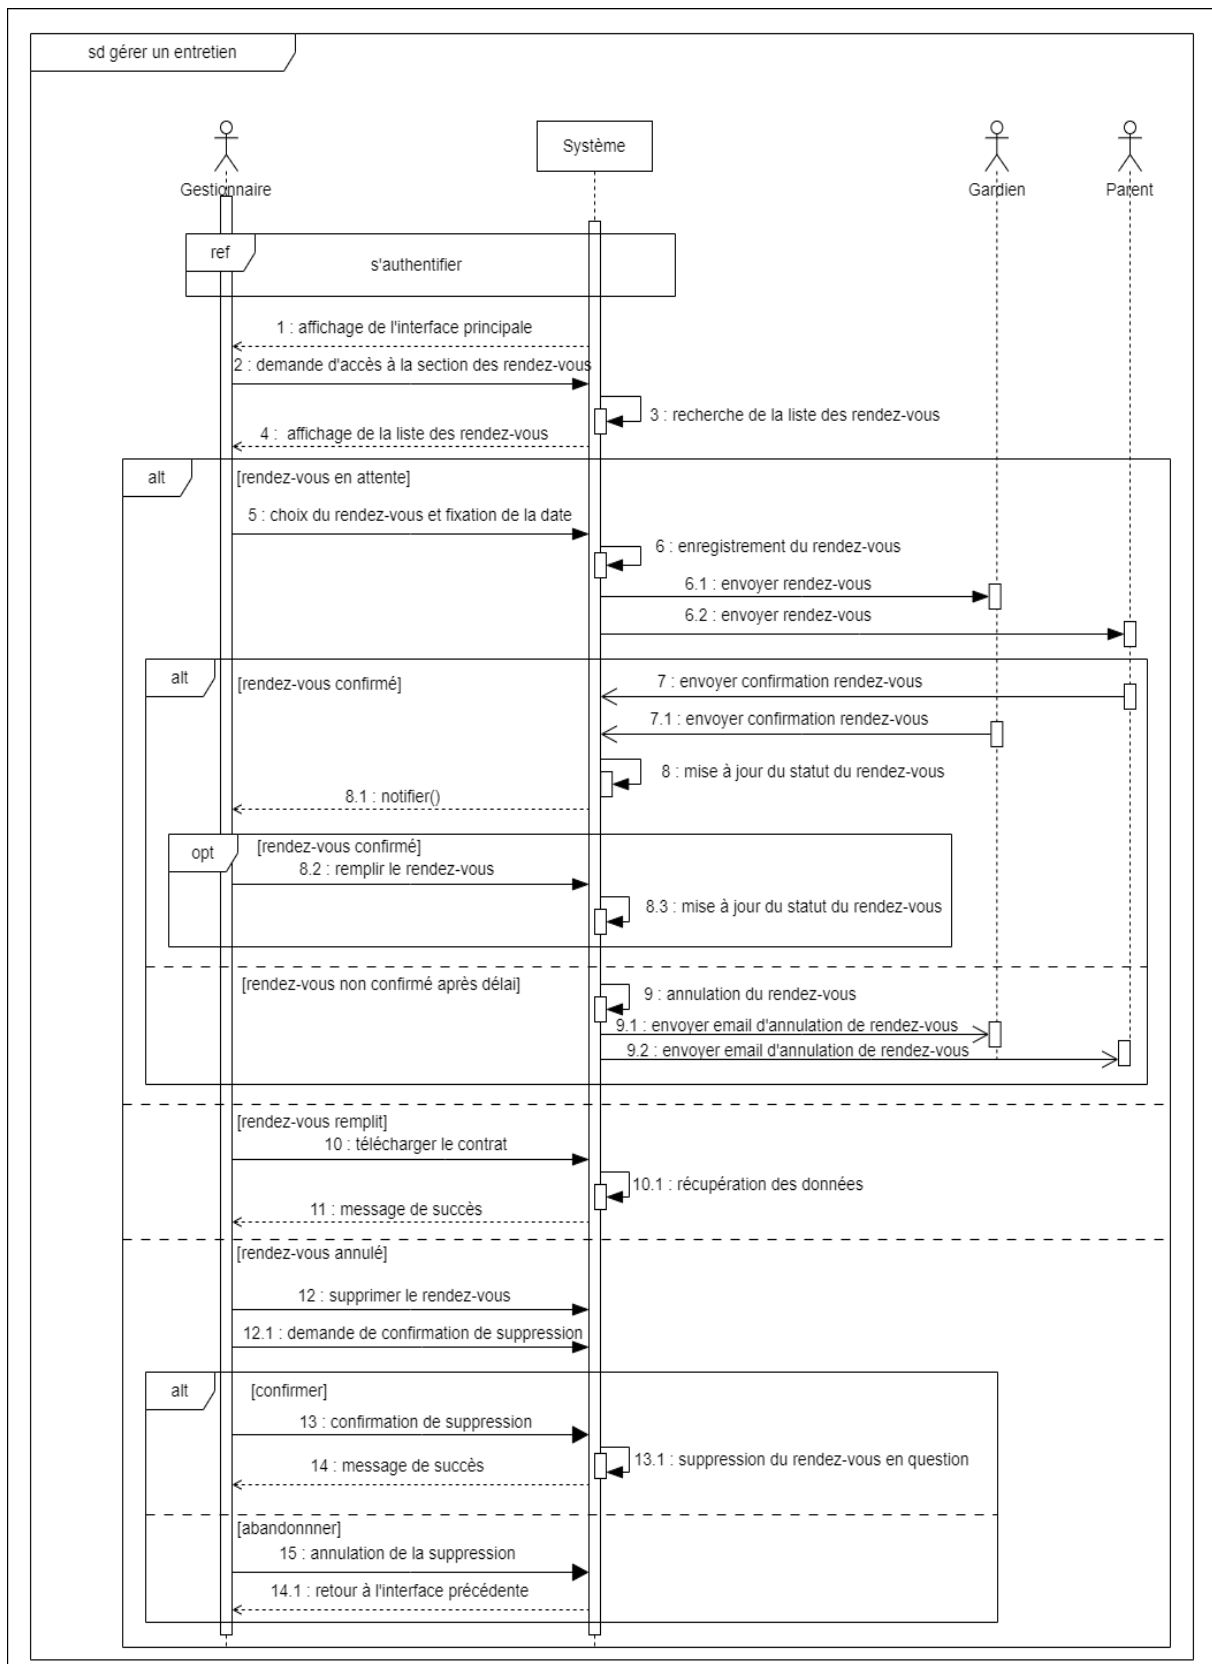 sd gérer un entretien
Système
Gestionnaire
Gardien
Parent
ref
s'authentifier
1 : affichage de l'interface principale
2 : demande d'accès à la section des rendez-vous
3 : recherche de la liste des rendez-vous
4 : affichage de la liste des rendez-vous
alt
[rendez-vous en attente]
5 : choix du rendez-vous et fixation de la date
6 : enregistrement du rendez-vous
6.1 : envoyer rendez-vous
6.2 : envoyer rendez-vous
alt
[rendez-vous confirmé]
7 : envoyer confirmation rendez-vous
7.1 : envoyer confirmation rendez-vous
8 : mise à jour du statut du rendez-vous
8.1 : notifier()
opt
[rendez-vous confirmé]
8.2 : remplir le rendez-vous
8.3 : mise à jour du statut du rendez-vous
[rendez-vous non confirmé après délai]
9 : annulation du rendez-vous
9.1 : envoyer email d'annulation de rendez-vous
9.2 : envoyer email d'annulation de rendez-vous
[rendez-vous remplit]
10 : télécharger le contrat
10.1 : récupération des données
11 : message de succès
[rendez-vous annulé]
12 : supprimer le rendez-vous
12.1 : demande de confirmation de suppression
alt
[confirmer]
13 : confirmation de suppression
13.1 : suppression du rendez-vous en question
14 : message de succès
[abandonnner]
15 : annulation de la suppression
14.1 : retour à l'interface précédente